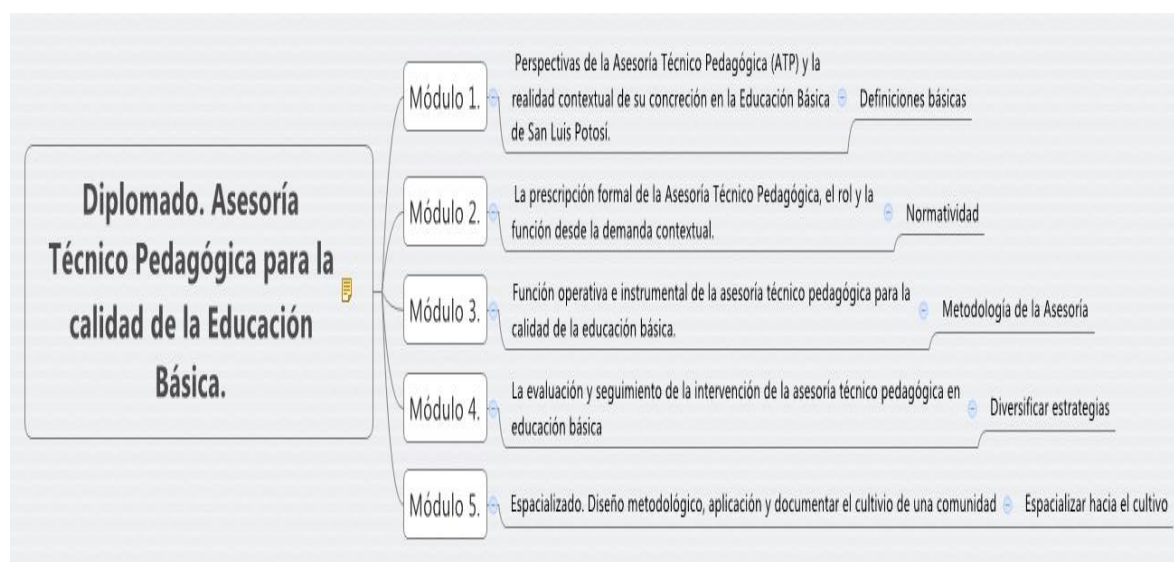 Diplomado. Asesoría
Técnico Pedagógica para la
calidad de la Educación
Básica.
Módulo 1.
Perspectivas de la Asesoría Técnico Pedagógica (ATP) y la
realidad contextual de su concreción en la Educación Básica
de San Luis Potosí.
Definiciones básicas
Módulo 2.
La prescripción formal de la Asesoría Técnico Pedagógica, el rol y la
función desde la demanda contextual.
Normatividad
Módulo 3.
Función operativa e instrumental de la asesoría técnico pedagógica para la
calidad de la educación básica.
Metodología de la Asesoría
Módulo 4.
La evaluación y seguimiento de la intervención de la asesoría técnico pedagógica en
educación básica
Diversificar estrategias
Módulo 5.
Espacializado. Diseño metodológico, aplicación y documentar el cultivo de una comunidad
Espacializar hacia el cultivo